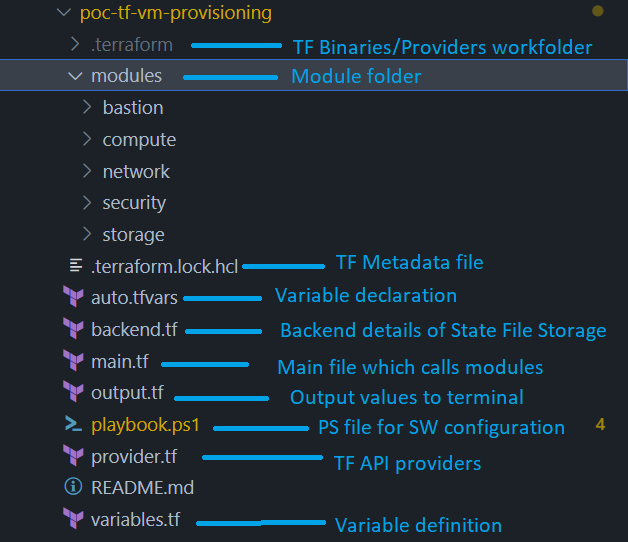 poc-tf-vm-provisioning
.terraform TF Binaries/Providers workfolder
modules Module folder
bastion
compute
network
security
storage
.terraform.lock.hcl TF Metadata file
auto.tfvars Variable declaration
backend.tf Backend details of State File Storage
main.tf Main file which calls modules
output.tf Output values to terminal
playbook.ps1 PS file for SW configuration 4
provider.tf TF API providers
README.md
variables.tf Variable definition